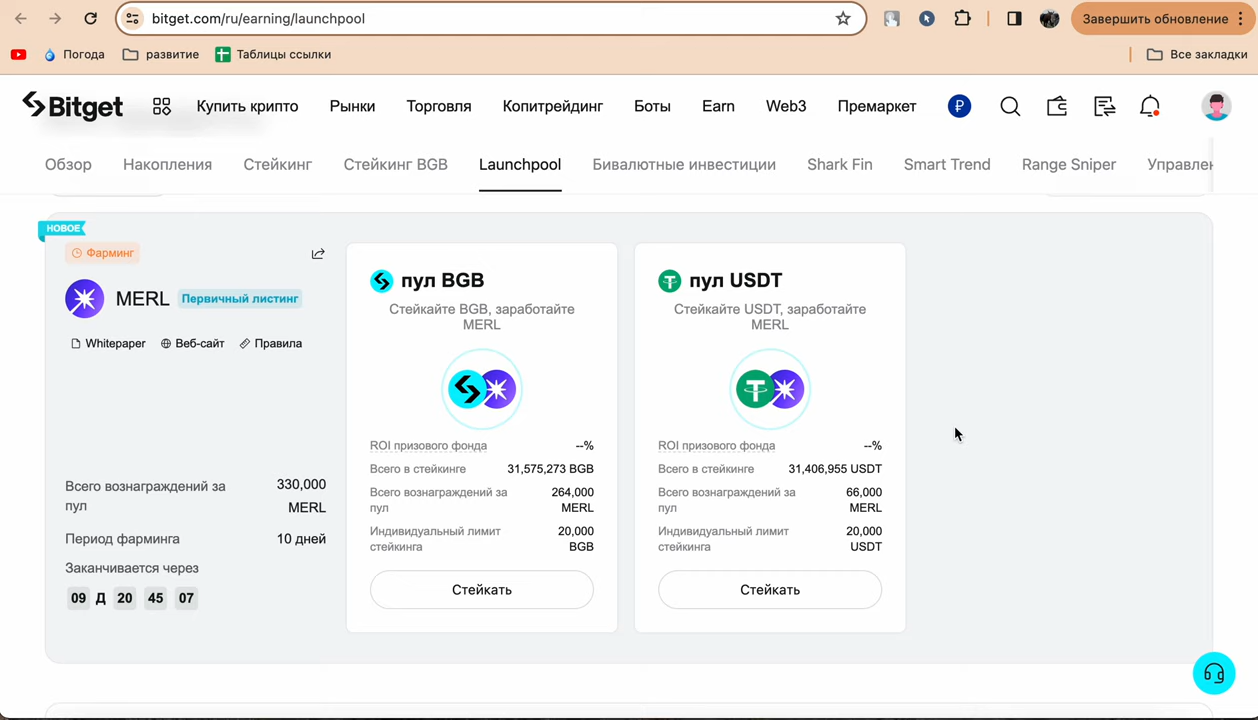 bitget.com/ru/earning/launchpool
Завершить обновление
Погода
развитие
Таблицы ссылки
Все закладки
Bitget
Купить крипто
Рынки
Торговля
Копитрейдинг
Боты
Earn
Web3
Премаркет
₽
Обзор
Накопления
Стейкинг
Стейкинг BGB
Launchpool
Бивалютные инвестиции
Shark Fin
Smart Trend
Range Sniper
Управлен
НОВОЕ
Фарминг
MERL
Первичный листинг
Whitepaper
Веб-сайт
Правила
Всего вознаграждений за
пул
330,000
MERL
Период фарминга
10 дней
Заканчивается через
09 Д 20 45 07
пул BGB
Стейкайте BGB, заработайте
MERL
ROI призового фонда
--%
Всего в стейкинге
31,575,273 BGB
Всего вознаграждений за
пул
264,000
MERL
Индивидуальный лимит
стейкинга
20,000
BGB
Стейкать
пул USDT
Стейкайте USDT, заработайте
MERL
ROI призового фонда
--%
Всего в стейкинге
31,406,955 USDT
Всего вознаграждений за
пул
66,000
MERL
Индивидуальный лимит
стейкинга
20,000
USDT
Стейкать